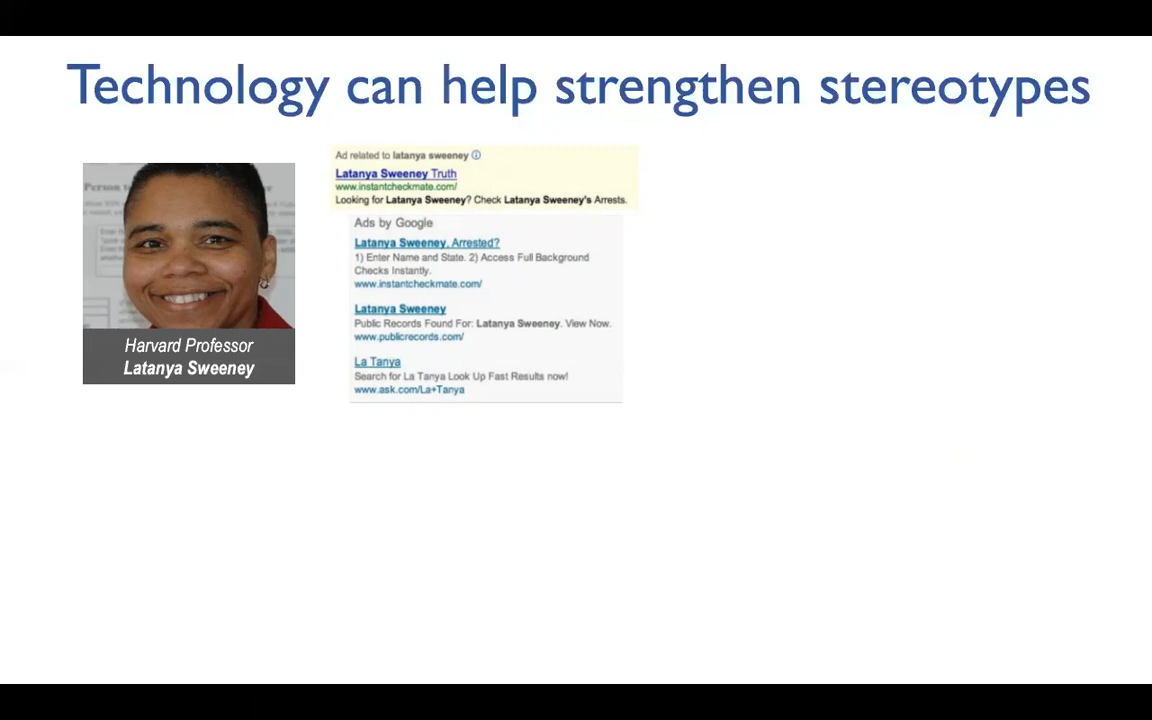 Technology can help strengthen stereotypes
Harvard Professor
Latanya Sweeney
Ad related to latanya sweeney
Latanya Sweeney Truth
www.instantcheckmate.com/
Looking for Latanya Sweeney? Check Latanya Sweeney's Arrests.
Ads by Google
Latanya Sweeney, Arrested?
1) Enter Name and State. 2) Access Full Background
Checks Instantly.
www.instantcheckmate.com/
Latanya Sweeney
Public Records Found For: Latanya Sweeney. View Now.
www.publicrecords.com/
La Tanya
Search for La Tanya Look Up Fast Results now!
www.ask.com/La+Tanya